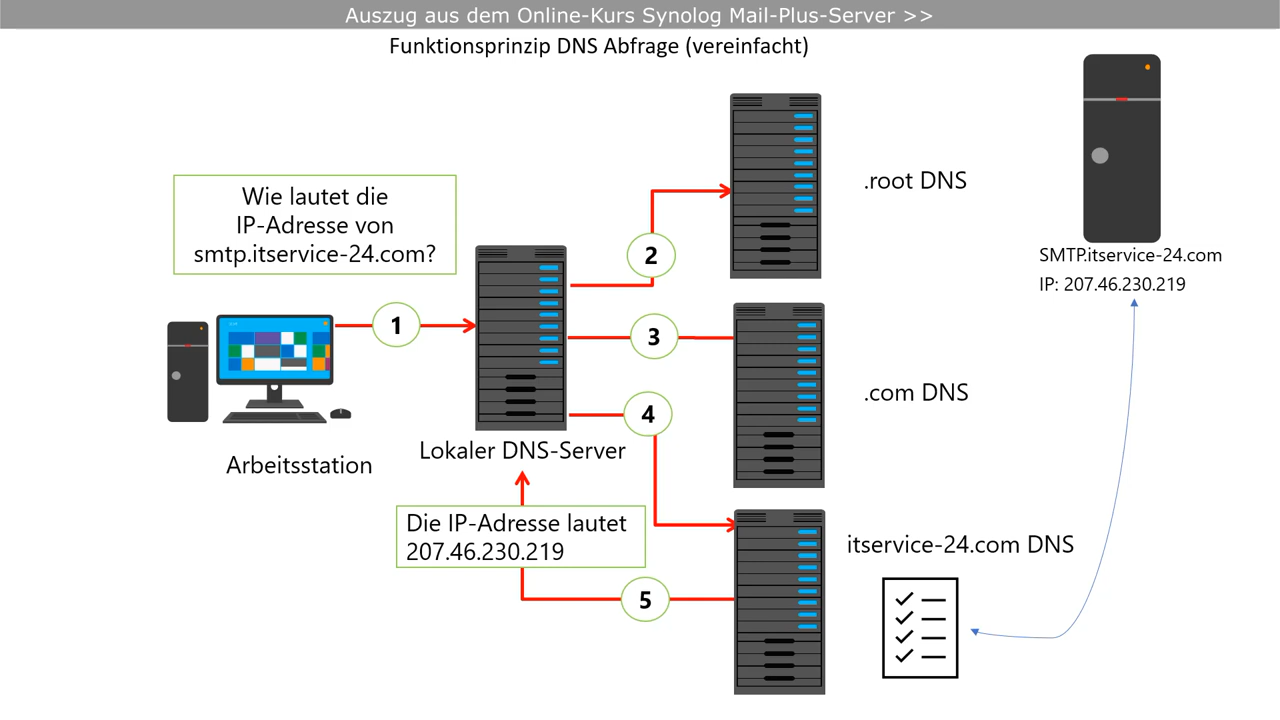 Auszug aus dem Online-Kurs Synolog Mail-Plus-Server >>
Funktionsprinzip DNS Abfrage (vereinfacht)
Wie lautet die
IP-Adresse von
smtp.itservice-24.com?
.root DNS
SMTP.itservice-24.com
IP: 207.46.230.219
1
2
3
4
.com DNS
Arbeitsstation
Lokaler DNS-Server
Die IP-Adresse lautet
207.46.230.219
5
itservice-24.com DNS